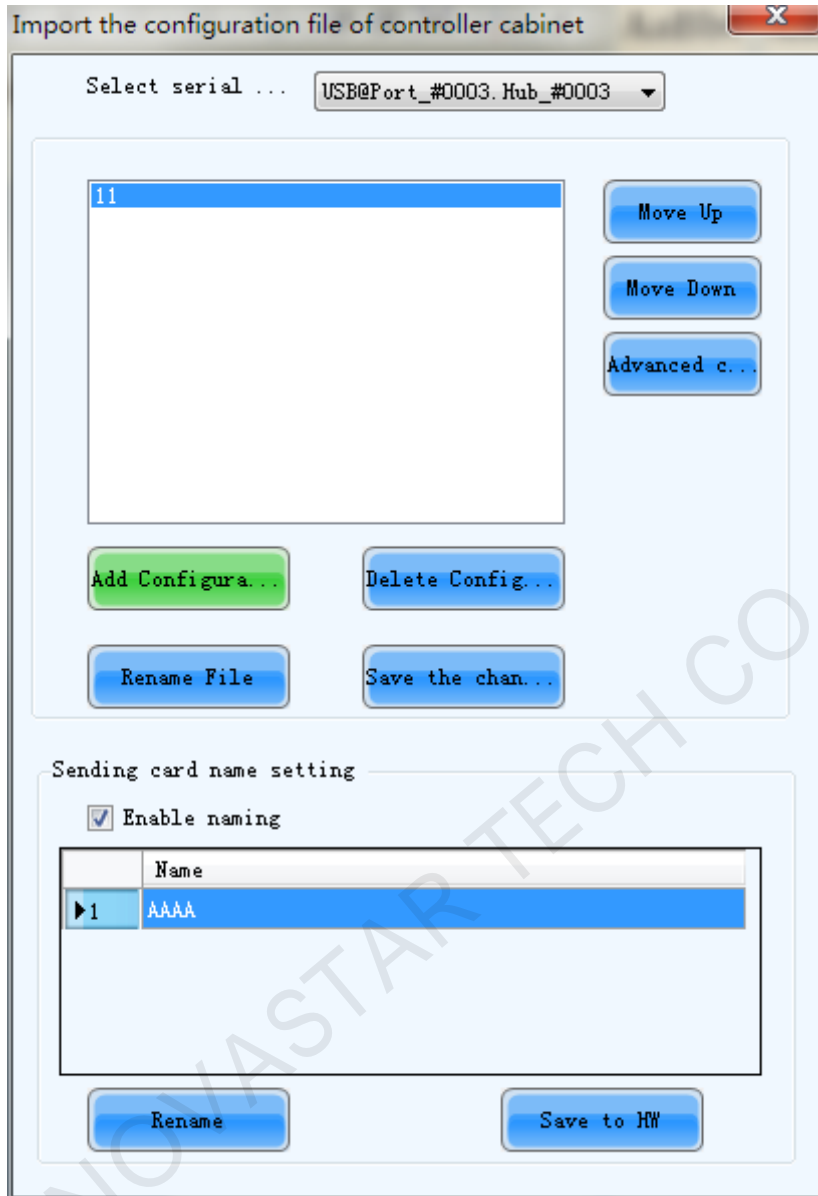 Import the configuration file of controller cabinet
Select serial ... USB@Port_#0003.Hub_#0003
11
Move Up
Move Down
Advanced c...
Add Configura... Delete Config...
Rename File Save the chan...
Sending card name setting
Enable naming
Name
1 AAAA
Rename Save to HW
NOVASTAR TECH CO